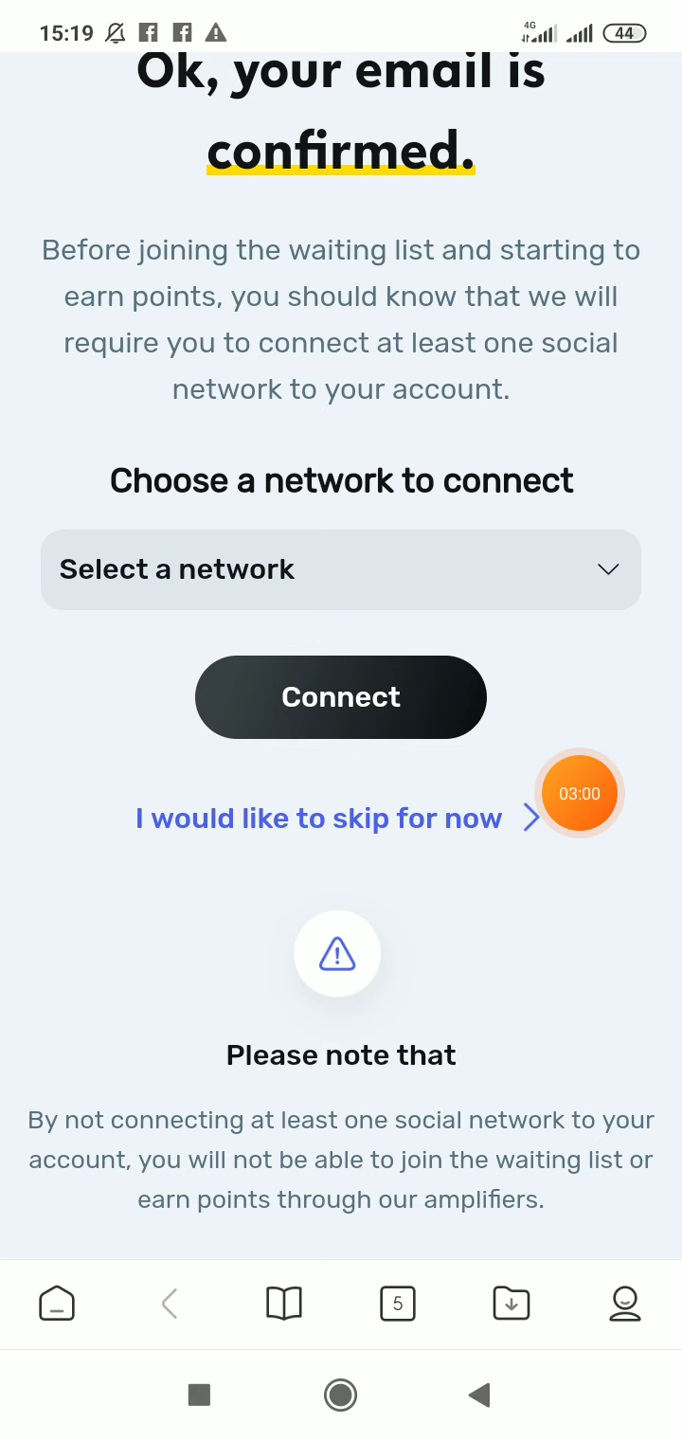 15:19 4G 44
Ok, your email is
confirmed.
Before joining the waiting list and starting to
earn points, you should know that we will
require you to connect at least one social
network to your account.
Choose a network to connect
Select a network
Connect
03:00
I would like to skip for now
Please note that
By not connecting at least one social network to your
account, you will not be able to join the waiting list or
earn points through our amplifiers.
5